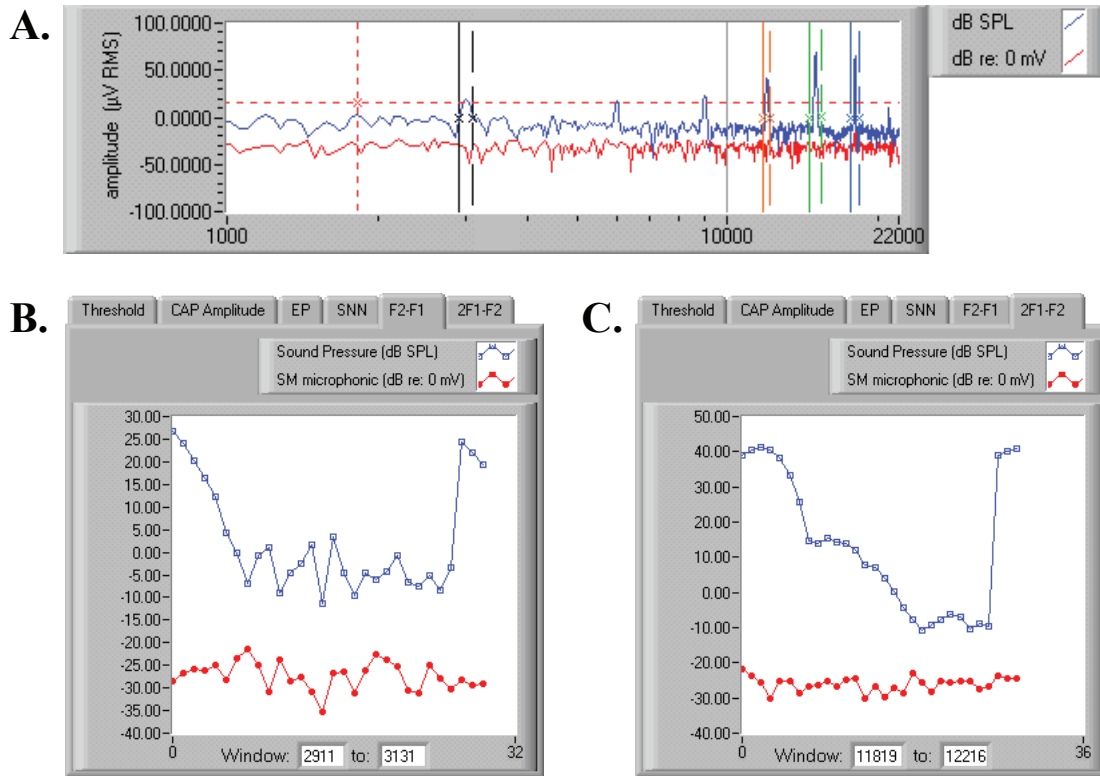 A.
100.0000
50.0000
0.0000
-50.0000
-100.0000
amplitude (µV RMS)
1000
10000
22000
dB SPL
dB re: 0 mV
B.
Threshold CAP Amplitude EP SNN F2-F1 2F1-F2
Sound Pressure (dB SPL)
SM microphonic (dB re: 0 mV)
30.00
25.00
20.00
15.00
10.00
5.00
0.00
-5.00
-10.00
-15.00
-20.00
-25.00
-30.00
-35.00
-40.00
0
32
Window: 2911 to: 3131
C.
Threshold CAP Amplitude EP SNN F2-F1 2F1-F2
Sound Pressure (dB SPL)
SM microphonic (dB re: 0 mV)
50.00
40.00
30.00
20.00
10.00
0.00
-10.00
-20.00
-30.00
-40.00
0
36
Window: 11819 to: 12216